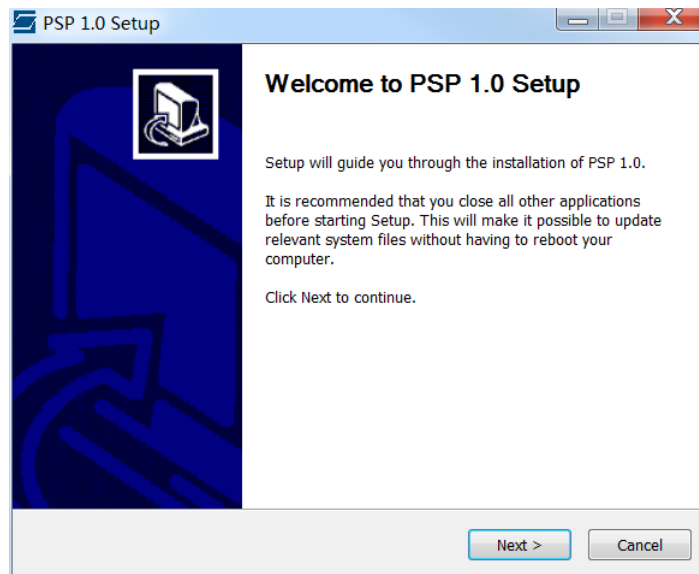 PSP 1.0 Setup
Welcome to PSP 1.0 Setup
Setup will guide you through the installation of PSP 1.0.
It is recommended that you close all other applications
before starting Setup. This will make it possible to update
relevant system files without having to reboot your
computer.
Click Next to continue.
Next >
Cancel